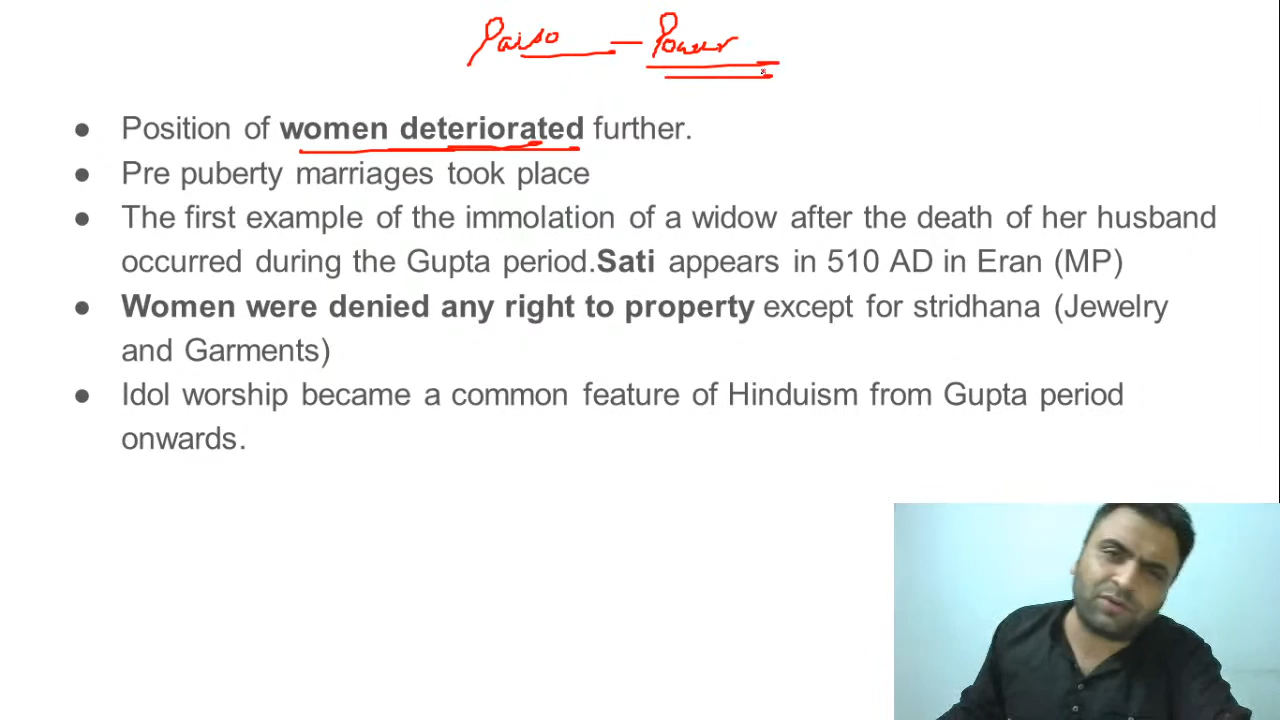 Paiso - Power
● Position of women deteriorated further.
● Pre puberty marriages took place
● The first example of the immolation of a widow after the death of her husband
occurred during the Gupta period.Sati appears in 510 AD in Eran (MP)
● Women were denied any right to property except for stridhana (Jewelry
and Garments)
● Idol worship became a common feature of Hinduism from Gupta period
onwards.